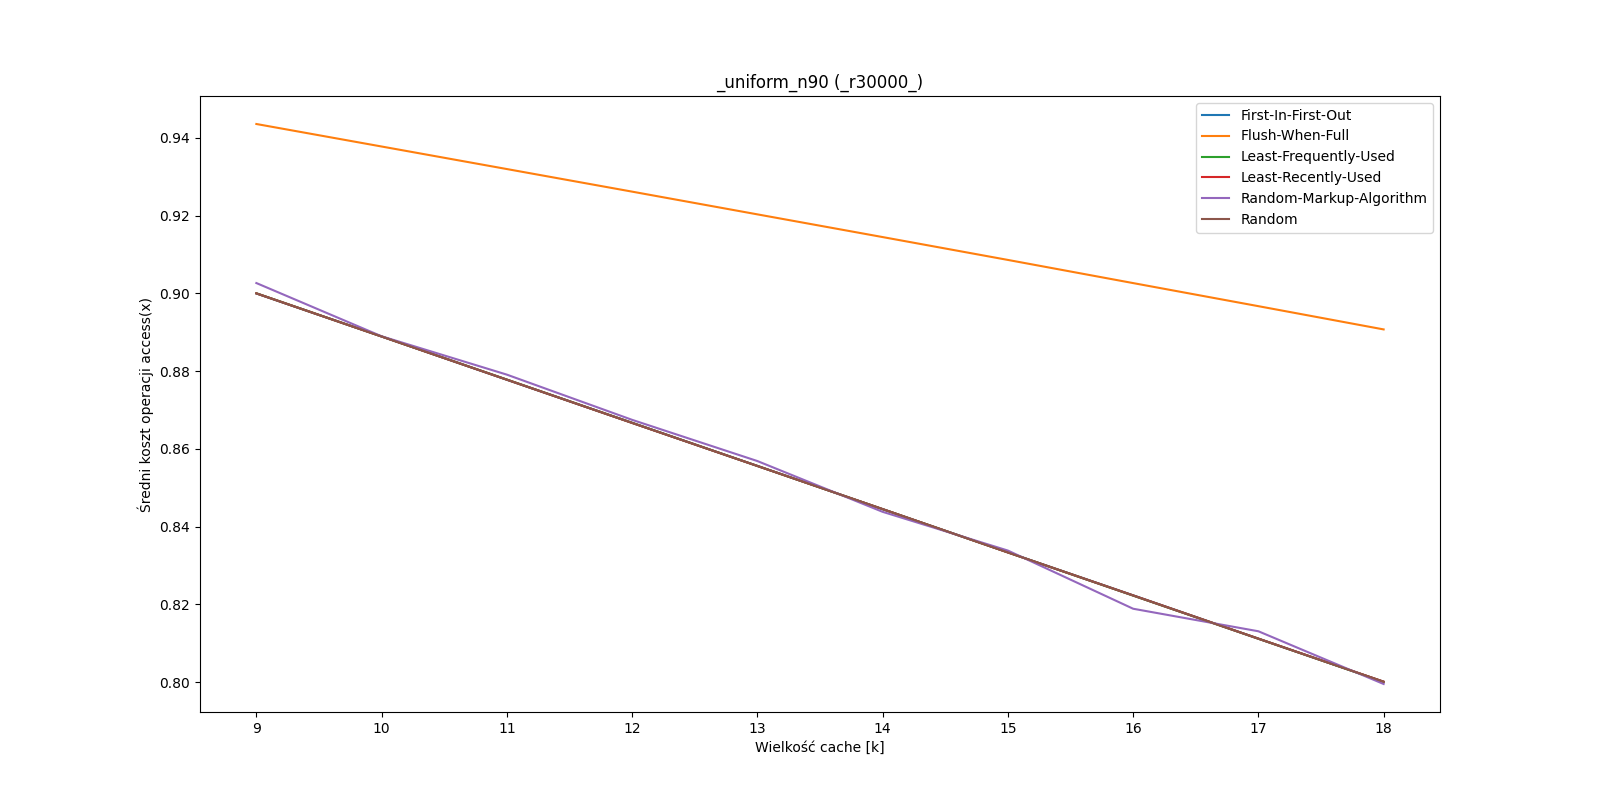 _uniform_n90 (_r30000_)
First-In-First-Out
Flush-When-Full
Least-Frequently-Used
Least-Recently-Used
Random-Markup-Algorithm
Random
Średni koszt operacji access(x)
0.94
0.92
0.90
0.88
0.86
0.84
0.82
0.80
9 10 11 12 13 14 15 16 17 18
Wielkość cache [k]